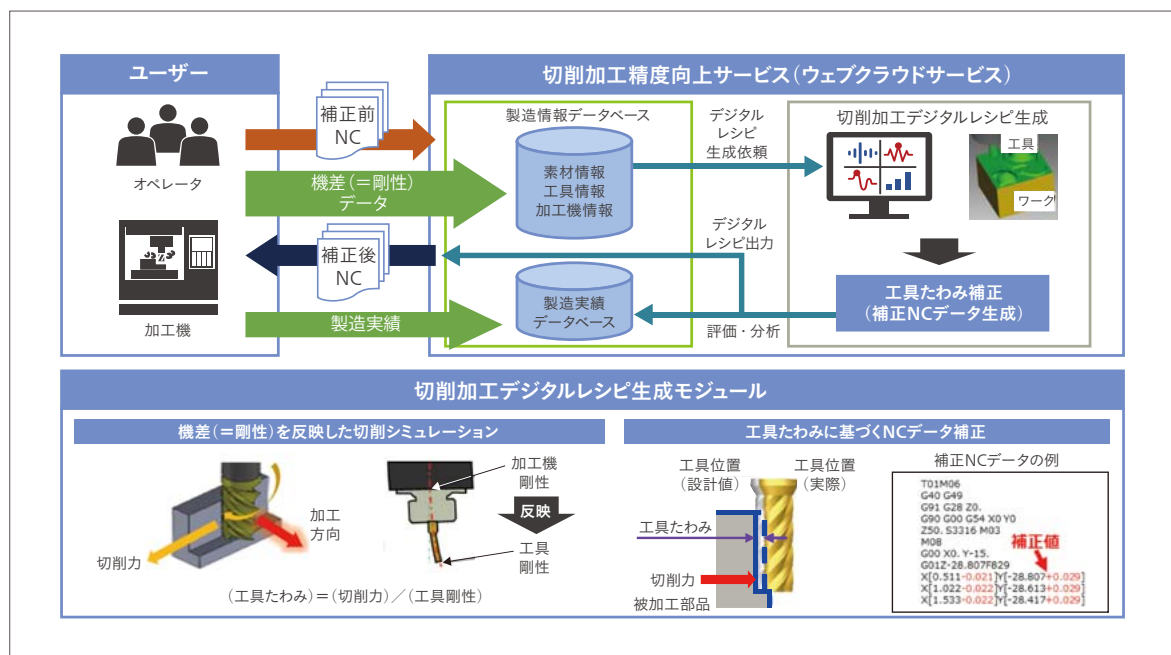 ユーザー
オペレータ
加工機
補正前
NC
機差(=剛性)
データ
補正後
NC
製造実績
切削加工精度向上サービス(ウェブクラウドサービス)
製造情報データベース
素材情報
工具情報
加工機情報
製造実績
データベース
デジタル
レシピ
生成依頼
デジタル
レシピ出力
評価・分析
切削加工デジタルレシピ生成
工具
ワーク
工具たわみ補正
(補正NCデータ生成)
切削加工デジタルレシピ生成モジュール
機差(=剛性)を反映した切削シミュレーション
切削力
加工
方向
加工機
剛性
反映
工具
剛性
(工具たわみ)=(切削力)/(工具剛性)
工具たわみに基づくNCデータ補正
工具位置
(設計値)
工具位置
(実際)
工具たわみ
切削力
被加工部品
補正NCデータの例
T01M06
G40 G49
G91 G28 Z0.
G90 G00 G54 X0 Y0
Z50. S3316 M03
M08
G00 X0. Y-15.
G01Z-28.807F829
X[0.511-0.021]Y[-28.807+0.029]
X[1.022-0.022]Y[-28.613+0.029]
X[1.533-0.022]Y[-28.417+0.029]
補正値